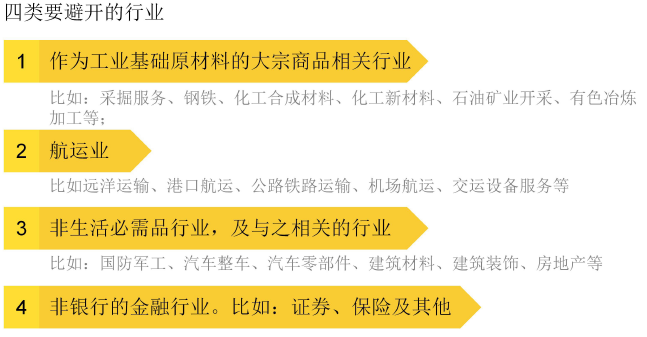 四类要避开的行业
1 作为工业基础原材料的大宗商品相关行业
比如：采掘服务、钢铁、化工合成材料、化工新材料、石油矿业开采、有色冶炼
加工等；
2 航运业
比如远洋运输、港口航运、公路铁路运输、机场航运、交运设备服务等
3 非生活必需品行业，及与之相关的行业
比如：国防军工、汽车整车、汽车零部件、建筑材料、建筑装饰、房地产等
4 非银行的金融行业。比如：证券、保险及其他